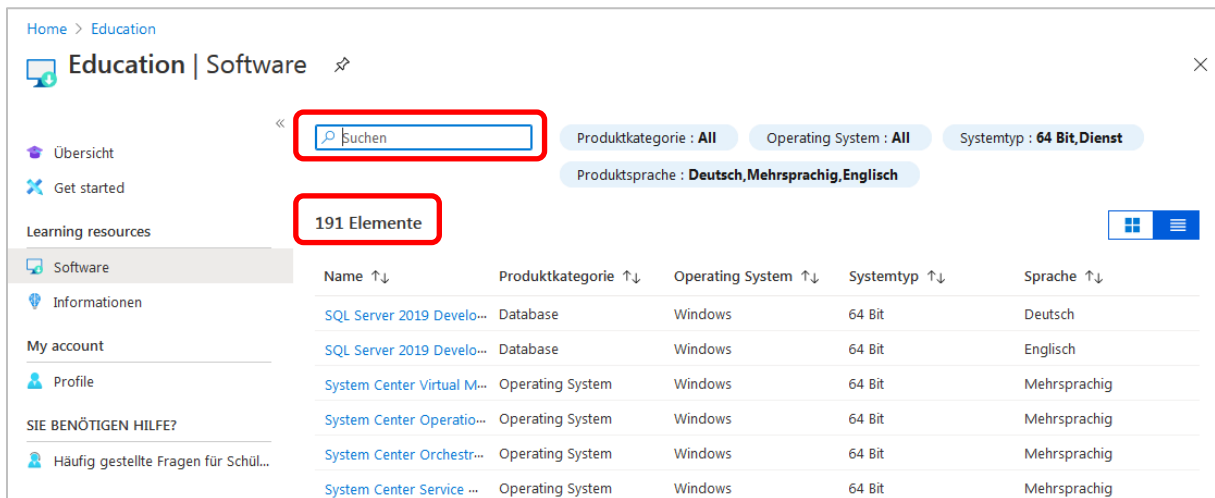 Home > Education
Education | Software
«
Suchen
Produktkategorie : All
Operating System : All
Systemtyp : 64 Bit,Dienst
Produktsprache : Deutsch,Mehrsprachig,Englisch
Übersicht
Get started
Learning resources
Software
Informationen
My account
Profile
SIE BENÖTIGEN HILFE?
Häufig gestellte Fragen für Schül...
191 Elemente
Name ↑↓ Produktkategorie ↑↓ Operating System ↑↓ Systemtyp ↑↓ Sprache ↑↓
SQL Server 2019 Develo... Database Windows 64 Bit Deutsch
SQL Server 2019 Develo... Database Windows 64 Bit Englisch
System Center Virtual M... Operating System Windows 64 Bit Mehrsprachig
System Center Operatio... Operating System Windows 64 Bit Mehrsprachig
System Center Orchestr... Operating System Windows 64 Bit Mehrsprachig
System Center Service ... Operating System Windows 64 Bit Mehrsprachig